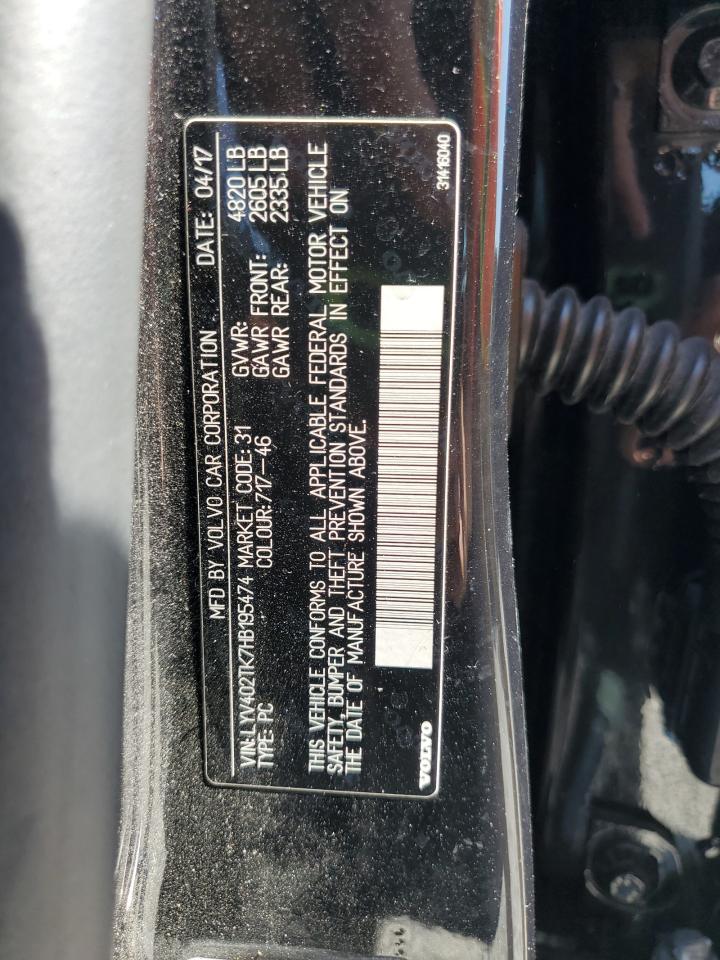 MFD BY VOLVO CAR CORPORATION DATE: 04/17
VIN: LYV402TK7HB195474 MARKET CODE: 31 GVWR: 4820 LB
TYPE: PC COLOUR: 717-46 GAWR FRONT: 2605 LB
GAWR REAR: 2335 LB
THIS VEHICLE CONFORMS TO ALL APPLICABLE FEDERAL MOTOR VEHICLE
SAFETY, BUMPER AND THEFT PREVENTION STANDARDS IN EFFECT ON
THE DATE OF MANUFACTURE SHOWN ABOVE.
VOLVO 31416040